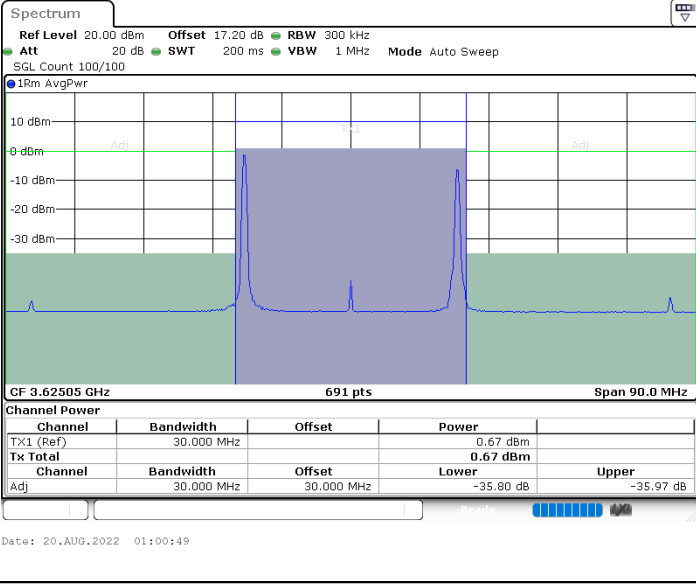 Spectrum
Ref Level 20.00 dBm Offset 17.20 dB RBW 300 kHz
Att 20 dB SWT 200 ms VBW 1 MHz Mode Auto Sweep
SGL Count 100/100
1Rm AvgPwr
10 dBm
TX1
Adj Adj
0 dBm
-10 dBm
-20 dBm
-30 dBm
CF 3.62505 GHz 691 pts Span 90.0 MHz
Channel Power
Channel Bandwidth Offset Power
TX1 (Ref) 30.000 MHz 0.67 dBm
Tx Total 0.67 dBm
Channel Bandwidth Offset Lower Upper
Adj 30.000 MHz 30.000 MHz -35.80 dB -35.97 dB
Ready
Date: 20.AUG.2022 01:00:49